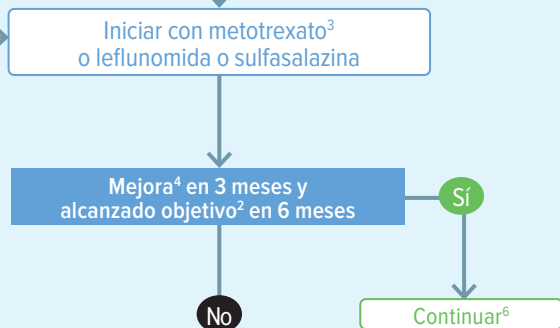 Iniciar con metotrexato³
o leflunomida o sulfasalazina
Mejora⁴ en 3 meses y
alcanzado objetivo² en 6 meses
Sí
No
Continuar⁶